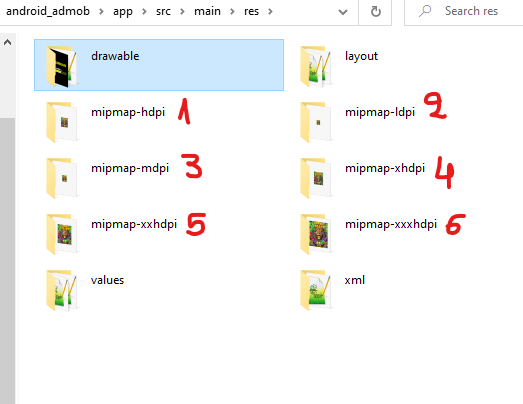 android_admob > app > src > main > res >
Search res
drawable
layout
mipmap-hdpi 1
mipmap-ldpi 2
mipmap-mdpi 3
mipmap-xhdpi 4
mipmap-xxhdpi 5
mipmap-xxxhdpi 6
values
xml